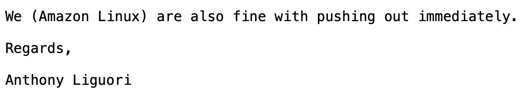 We (Amazon Linux) are also fine with pushing out immediately.
Regards,
Anthony Liguori